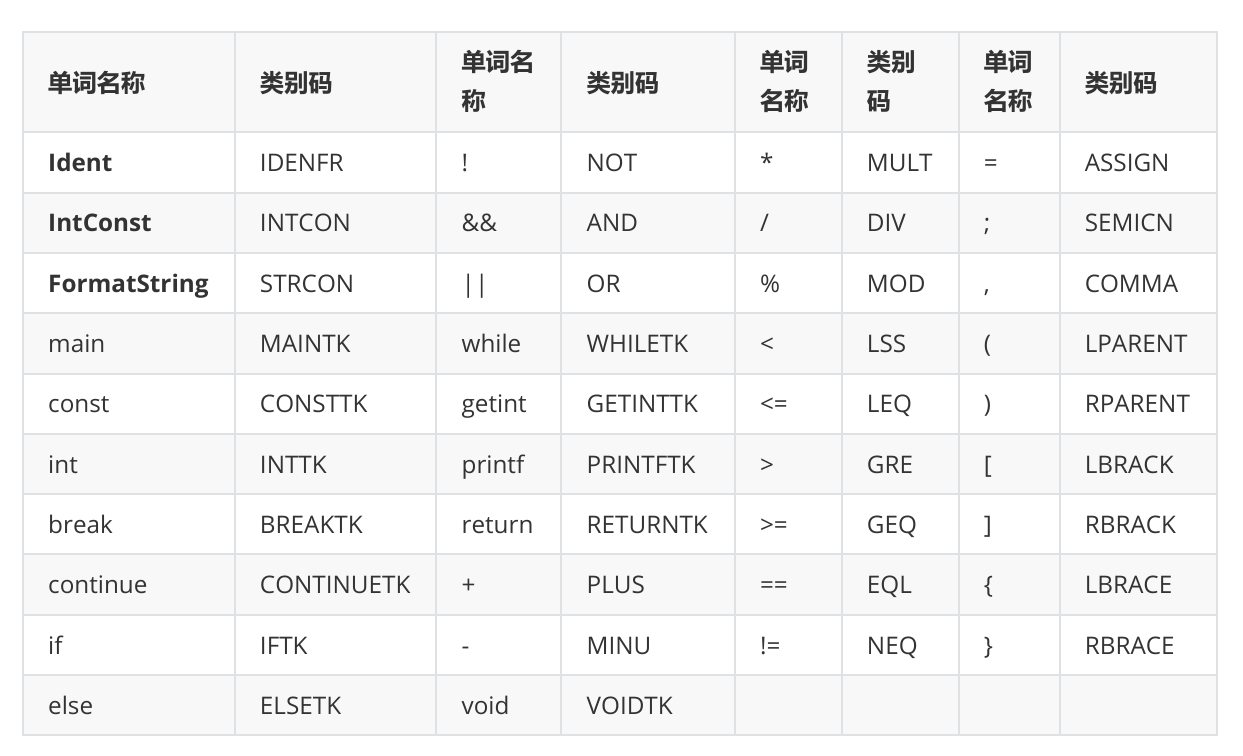 单词名称 类别码 单词名称 类别码 单词名称 类别码 单词名称 类别码
Ident IDENFR ! NOT * MULT = ASSIGN
IntConst INTCON && AND / DIV ; SEMICN
FormatString STRCON || OR % MOD , COMMA
main MAINTK while WHILETK < LSS ( LPARENT
const CONSTTK getint GETINTTK <= LEQ ) RPARENT
int INTTK printf PRINTFTK > GRE [ LBRACK
break BREAKTK return RETURNTK >= GEQ ] RBRACK
continue CONTINUETK + PLUS == EQL { LBRACE
if IFTK - MINU != NEQ } RBRACE
else ELSETK void VOIDTK